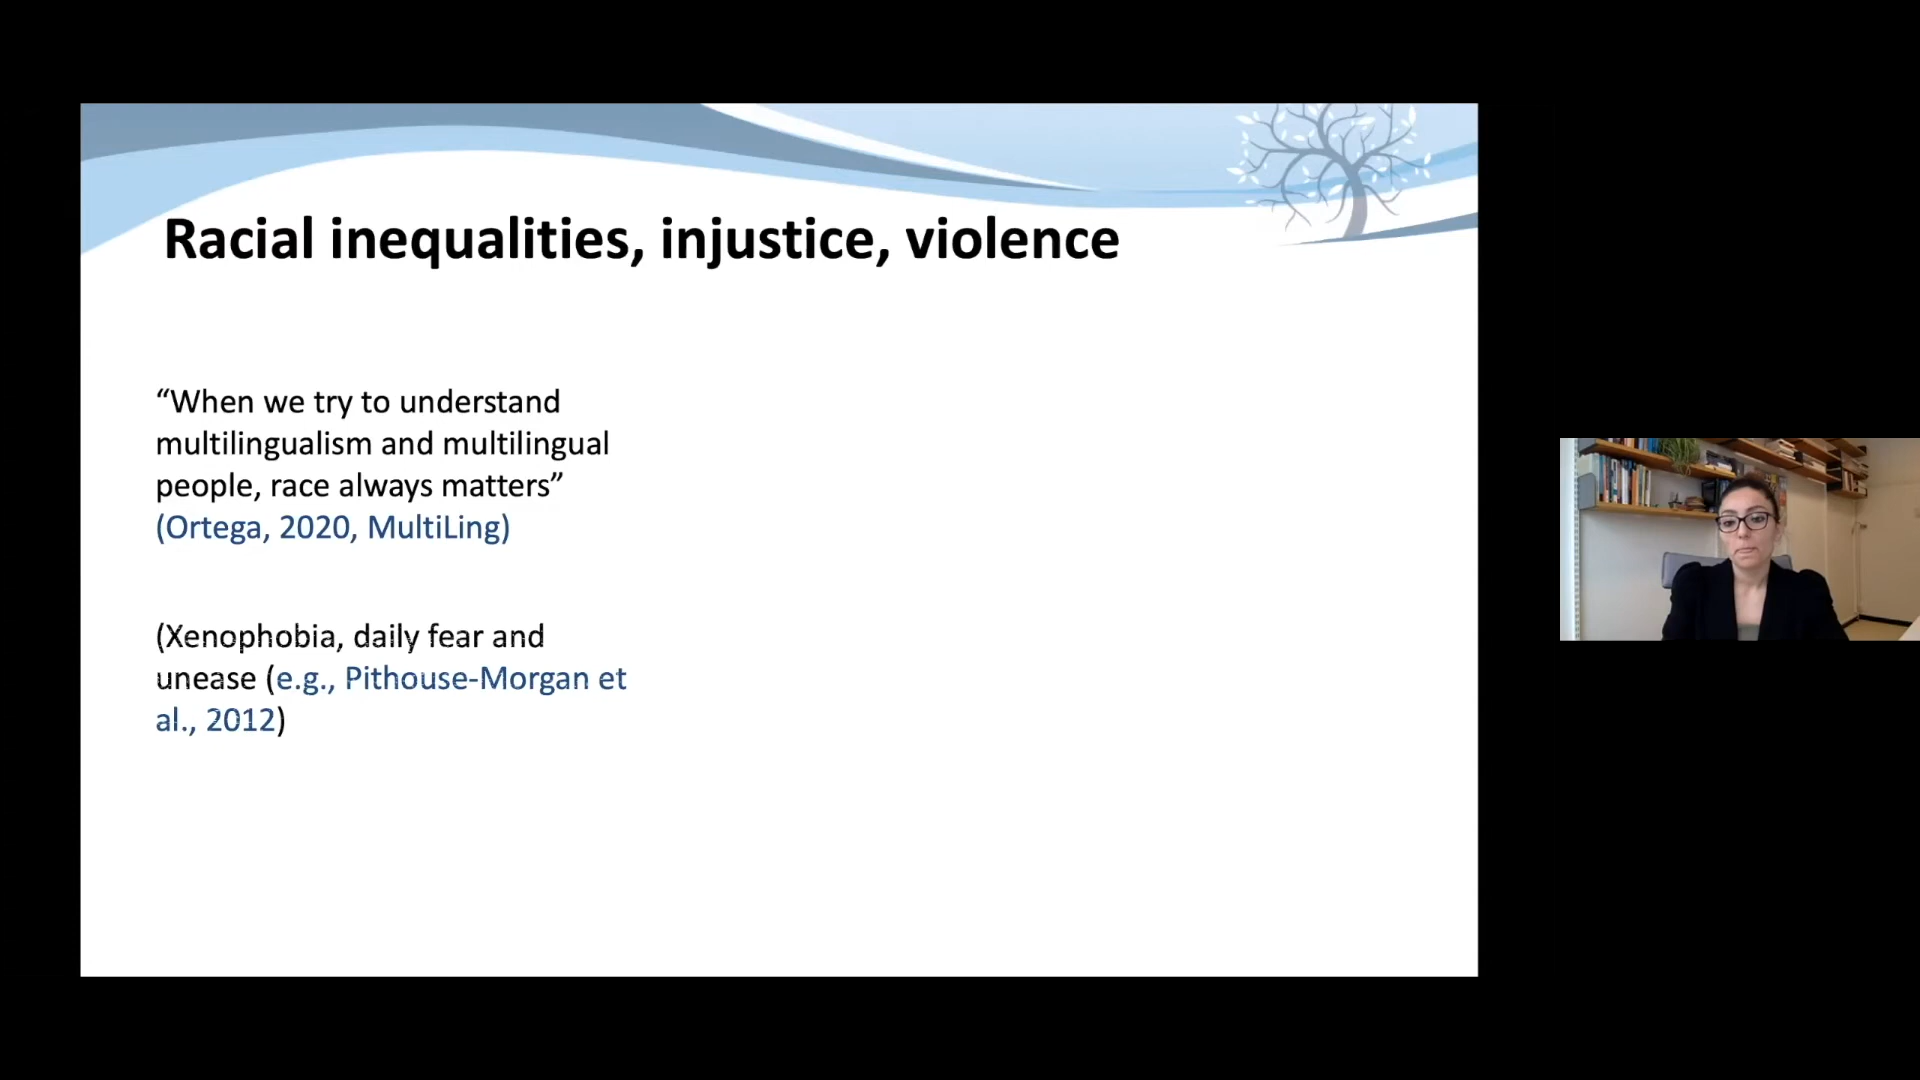 Racial inequalities, injustice, violence
“When we try to understand
multilingualism and multilingual
people, race always matters”
(Ortega, 2020, MultiLing)
(Xenophobia, daily fear and
unease (e.g., Pithouse-Morgan et
al., 2012)